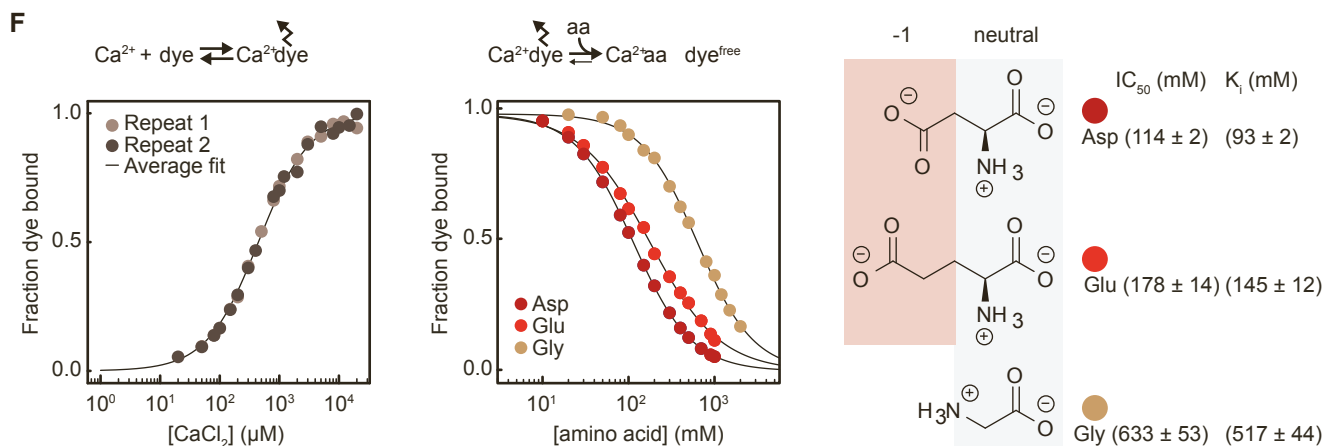 F
Ca2+ + dye ⇌ Ca2+dye
Fraction dye bound
1.0
0.5
0.0
Repeat 1
Repeat 2
Average fit
10^0 10^1 10^2 10^3 10^4
[CaCl2] (µM)
Ca2+dye aa Ca2+aa dye^free
Fraction dye bound
1.0
0.5
0.0
Asp
Glu
Gly
10^1 10^2 10^3
[amino acid] (mM)
-1 neutral
IC50 (mM) Ki (mM)
O ⊖
⊖ O
O O
NH3
⊕
Asp (114 ± 2) (93 ± 2)
O O
⊖ ⊖
O O
NH3
⊕
Glu (178 ± 14) (145 ± 12)
O
⊕
H3N ⊖
O
Gly (633 ± 53) (517 ± 44)